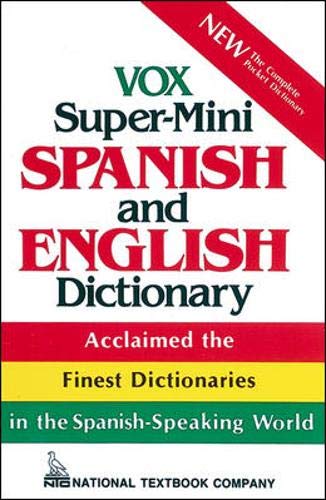 NEW
The Complete
Pocket Dictionary
VOX
Super-Mini
SPANISH
and
ENGLISH
Dictionary
Acclaimed the
Finest Dictionaries
in the Spanish-Speaking World
NTC NATIONAL TEXTBOOK COMPANY